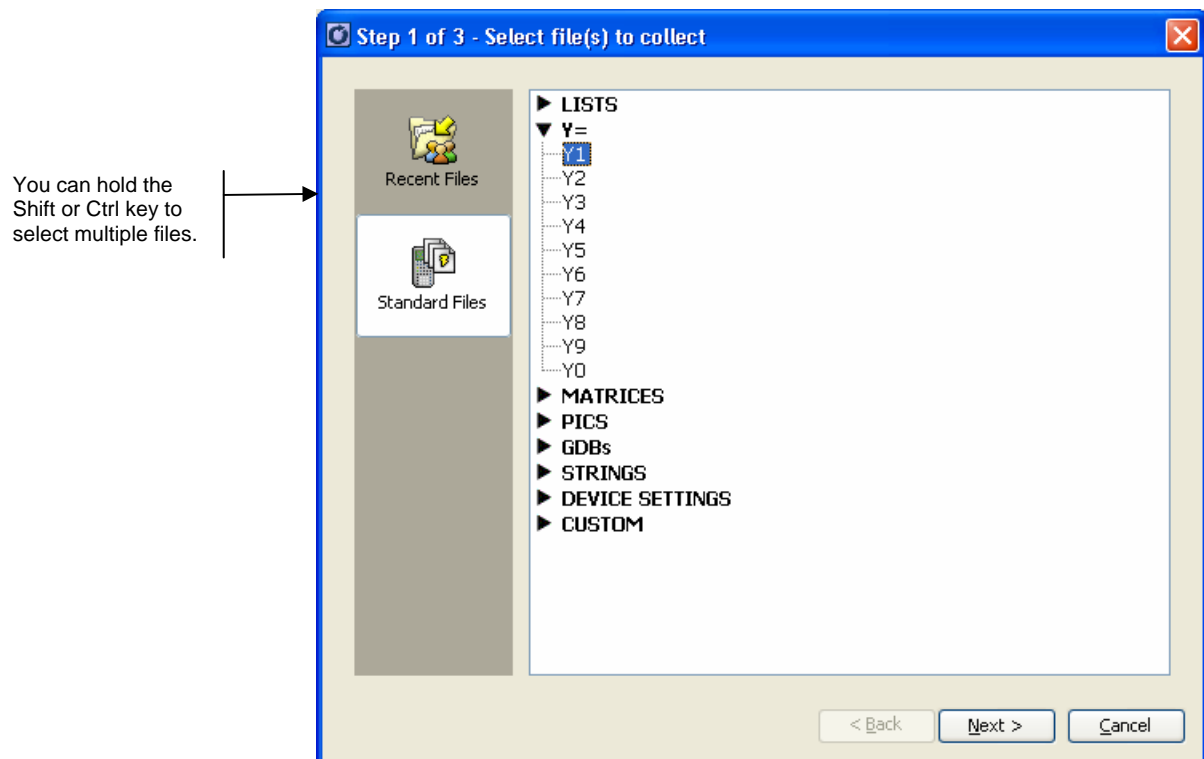 Step 1 of 3 - Select file(s) to collect
You can hold the
Shift or Ctrl key to
select multiple files.
Recent Files
Standard Files
LISTS
Y=
Y1
Y2
Y3
Y4
Y5
Y6
Y7
Y8
Y9
Y0
MATRICES
PICS
GDBs
STRINGS
DEVICE SETTINGS
CUSTOM
< Back
Next >
Cancel